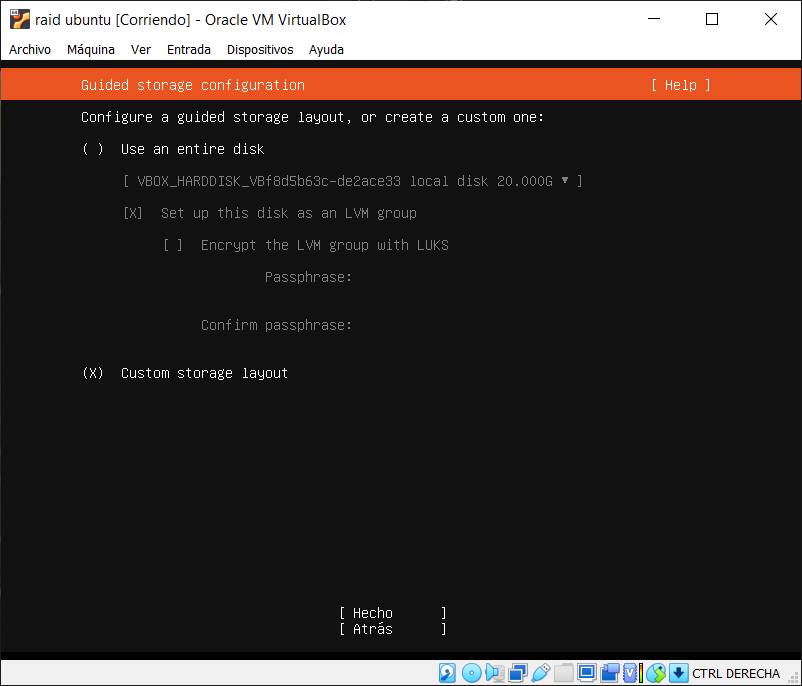 raid ubuntu [Corriendo] - Oracle VM VirtualBox
Archivo Máquina Ver Entrada Dispositivos Ayuda
Guided storage configuration [ Help ]
Configure a guided storage layout, or create a custom one:
( ) Use an entire disk
[ VBOX_HARDDISK_VBf8d5b63c-de2ace33 local disk 20.000G ▾ ]
[X] Set up this disk as an LVM group
[ ] Encrypt the LVM group with LUKS
Passphrase:
Confirm passphrase:
(X) Custom storage layout
[ Hecho ]
[ Atrás ]
CTRL DERECHA